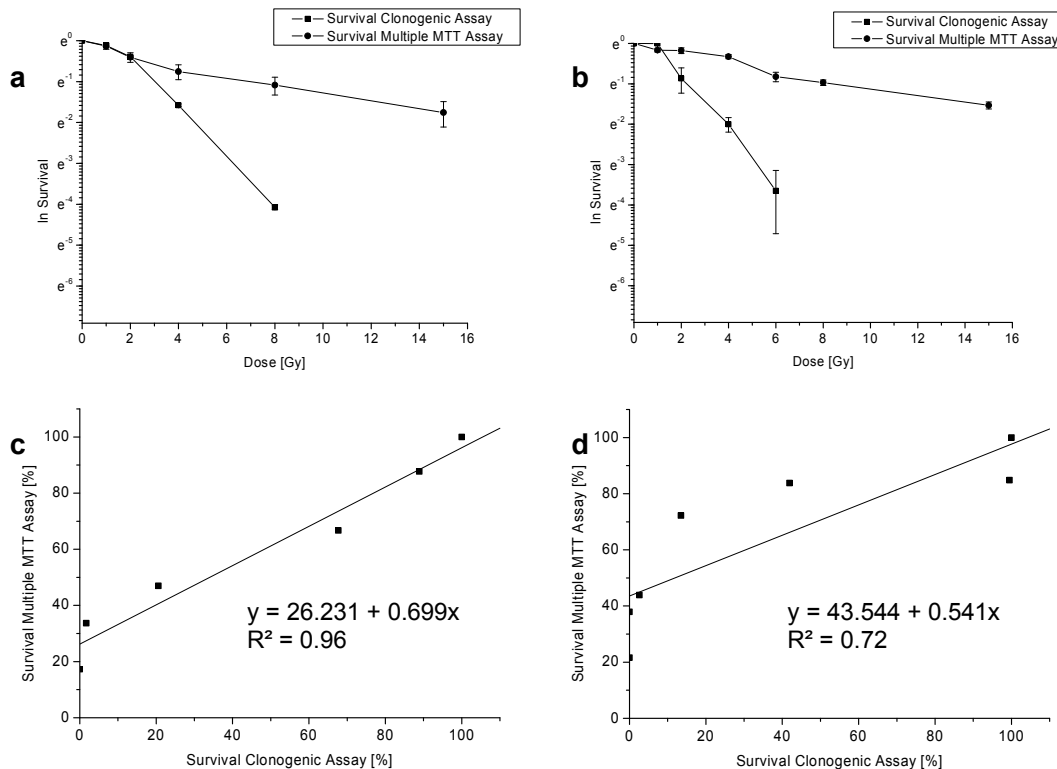 Survival Clonogenic Assay
Survival Multiple MTT Assay
a
e0
e-1
e-2
e-3
e-4
e-5
e-6
ln Survival
0 2 4 6 8 10 12 14 16
Dose [Gy]
Survival Clonogenic Assay
Survival Multiple MTT Assay
b
e0
e-1
e-2
e-3
e-4
e-5
e-6
ln Survival
0 2 4 6 8 10 12 14 16
Dose [Gy]
c
100
80
60
40
20
0
Survival Multiple MTT Assay [%]
y = 26.231 + 0.699x
R² = 0.96
0 20 40 60 80 100
Survival Clonogenic Assay [%]
d
100
80
60
40
20
0
Survival Multiple MTT Assay [%]
y = 43.544 + 0.541x
R² = 0.72
0 20 40 60 80 100
Survival Clonogenic Assay [%]